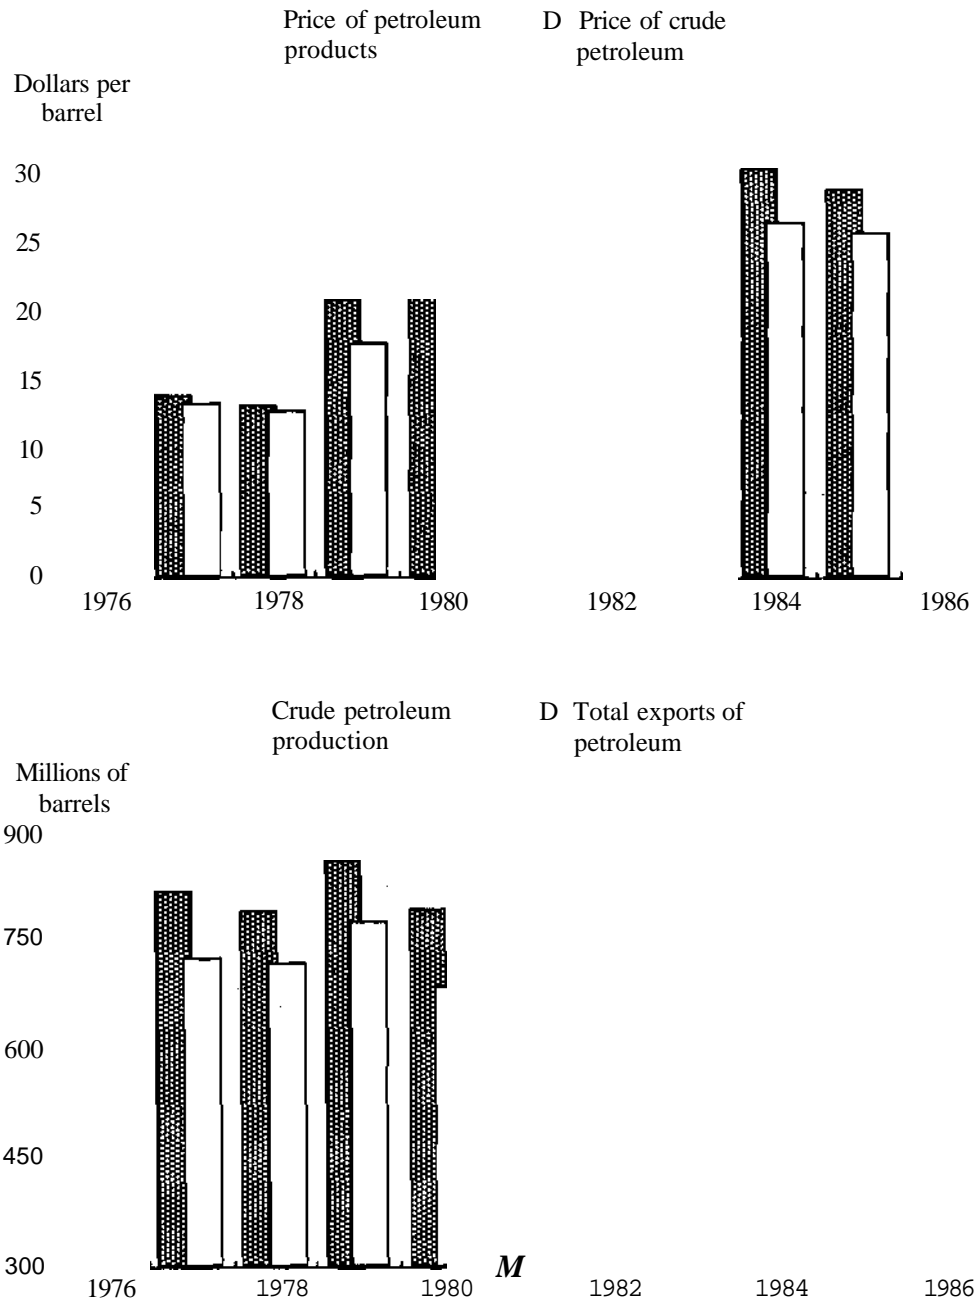 Price of petroleum
products
D Price of crude
petroleum
Dollars per
barrel
30
25
20
15
10
5
0
1976 1978 1980 1982 1984 1986
Crude petroleum
production
D Total exports of
petroleum
Millions of
barrels
900
750
600
450
300
M
1976 1978 1980 1982 1984 1986